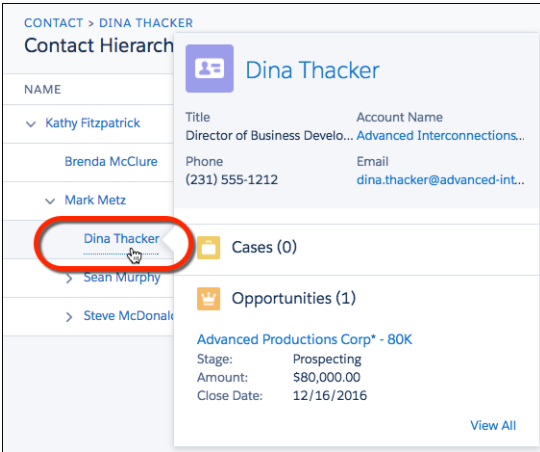 CONTACT > DINA THACKER
Contact Hierarch
NAME
Kathy Fitzpatrick
Brenda McClure
Mark Metz
Dina Thacker
Sean Murphy
Steve McDonald
Dina Thacker
Title
Account Name
Director of Business Develo... Advanced Interconnections...
Phone
Email
(231) 555-1212
dina.thacker@advanced-int...
Cases (0)
Opportunities (1)
Advanced Productions Corp* - 80K
Stage: Prospecting
Amount: $80,000.00
Close Date: 12/16/2016
View All